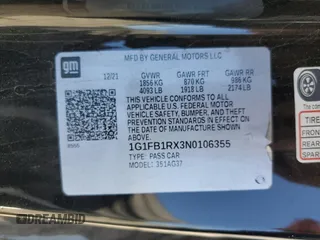 gm
MFD BY GENERAL MOTORS LLC
12/21 GVWR GAWR FRT GAWR RR
1856 KG 870 KG 986 KG
4093 LB 1918 LB 2174 LB
THIS VEHICLE CONFORMS TO ALL
APPLICABLE U.S. FEDERAL MOTOR VEHICLE
SAFETY, BUMPER, AND THEFT
PREVENTION STANDARDS IN EFFECT ON
THE DATE OF MANUFACTURE SHOWN
ABOVE.
1G1FB1RX3N0106355
TYPE: PASS CAR
MODEL: 351AG37
TIRE
FRON
REAR
SPAR
© DREAMBID